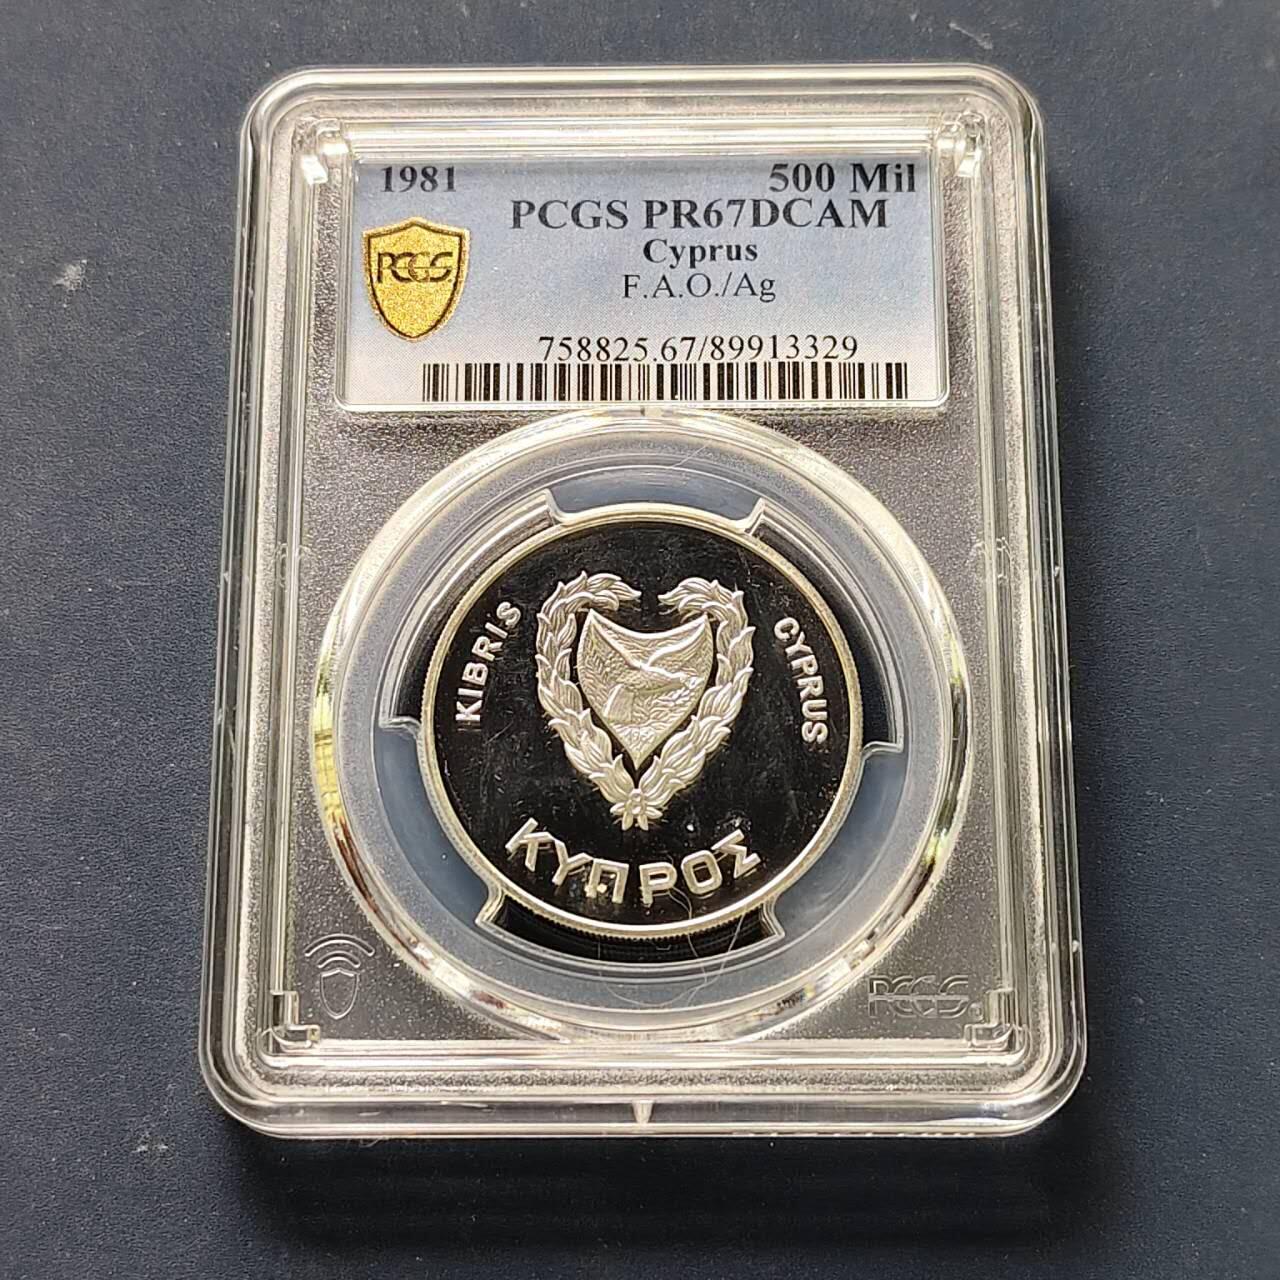 1981 500 Mil
PCGS PR67DCAM
Cyprus
F.A.O./Ag
PCGS
758825.67/89913329
KIBRIS
CYPRUS
ΚΥΠΡΟΣ
PCGS